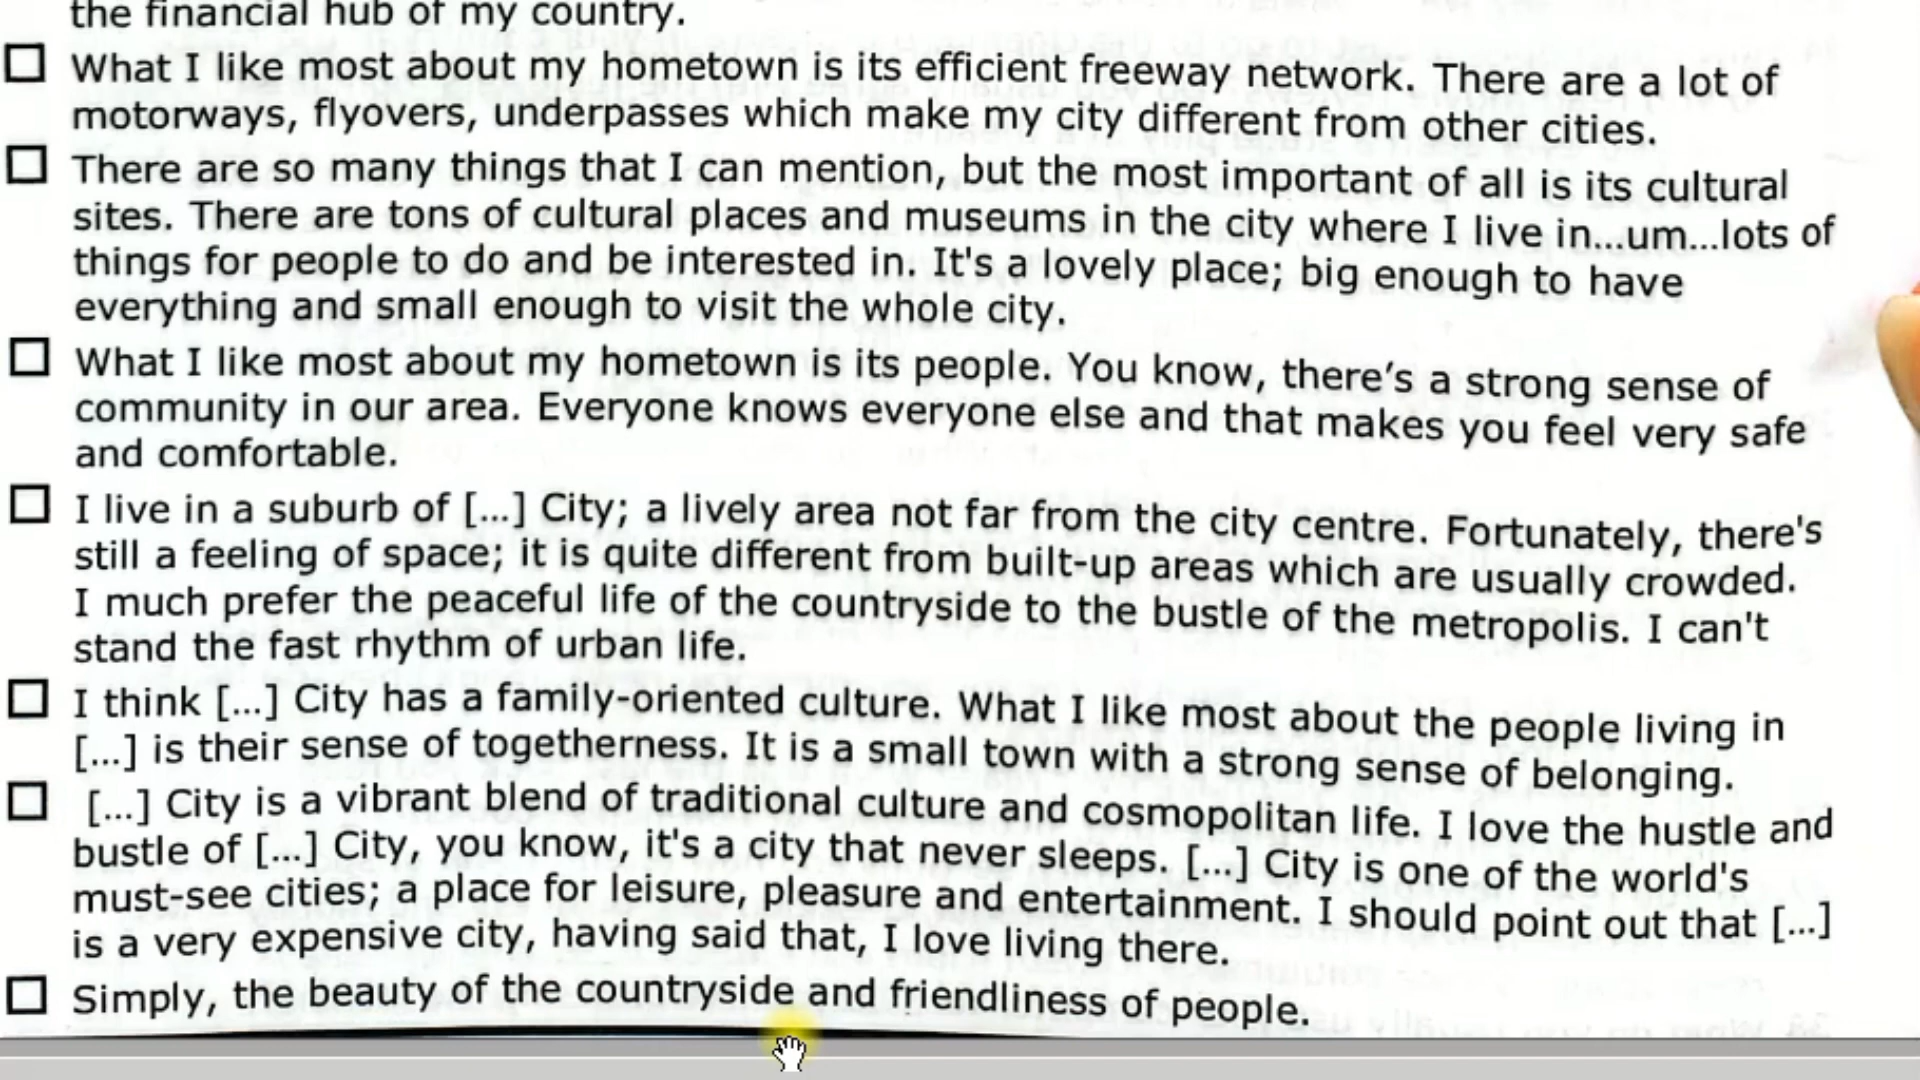 the financial hub of my country.
☐ What I like most about my hometown is its efficient freeway network. There are a lot of
motorways, flyovers, underpasses which make my city different from other cities.
☐ There are so many things that I can mention, but the most important of all is its cultural
sites. There are tons of cultural places and museums in the city where I live in...um...lots of
things for people to do and be interested in. It's a lovely place; big enough to have
everything and small enough to visit the whole city.
☐ What I like most about my hometown is its people. You know, there's a strong sense of
community in our area. Everyone knows everyone else and that makes you feel very safe
and comfortable.
☐ I live in a suburb of [...] City; a lively area not far from the city centre. Fortunately, there's
still a feeling of space; it is quite different from built-up areas which are usually crowded.
I much prefer the peaceful life of the countryside to the bustle of the metropolis. I can't
stand the fast rhythm of urban life.
☐ I think [...] City has a family-oriented culture. What I like most about the people living in
[...] is their sense of togetherness. It is a small town with a strong sense of belonging.
☐ [...] City is a vibrant blend of traditional culture and cosmopolitan life. I love the hustle and
bustle of [...] City, you know, it's a city that never sleeps. [...] City is one of the world's
must-see cities; a place for leisure, pleasure and entertainment. I should point out that [...]
is a very expensive city, having said that, I love living there.
☐ Simply, the beauty of the countryside and friendliness of people.